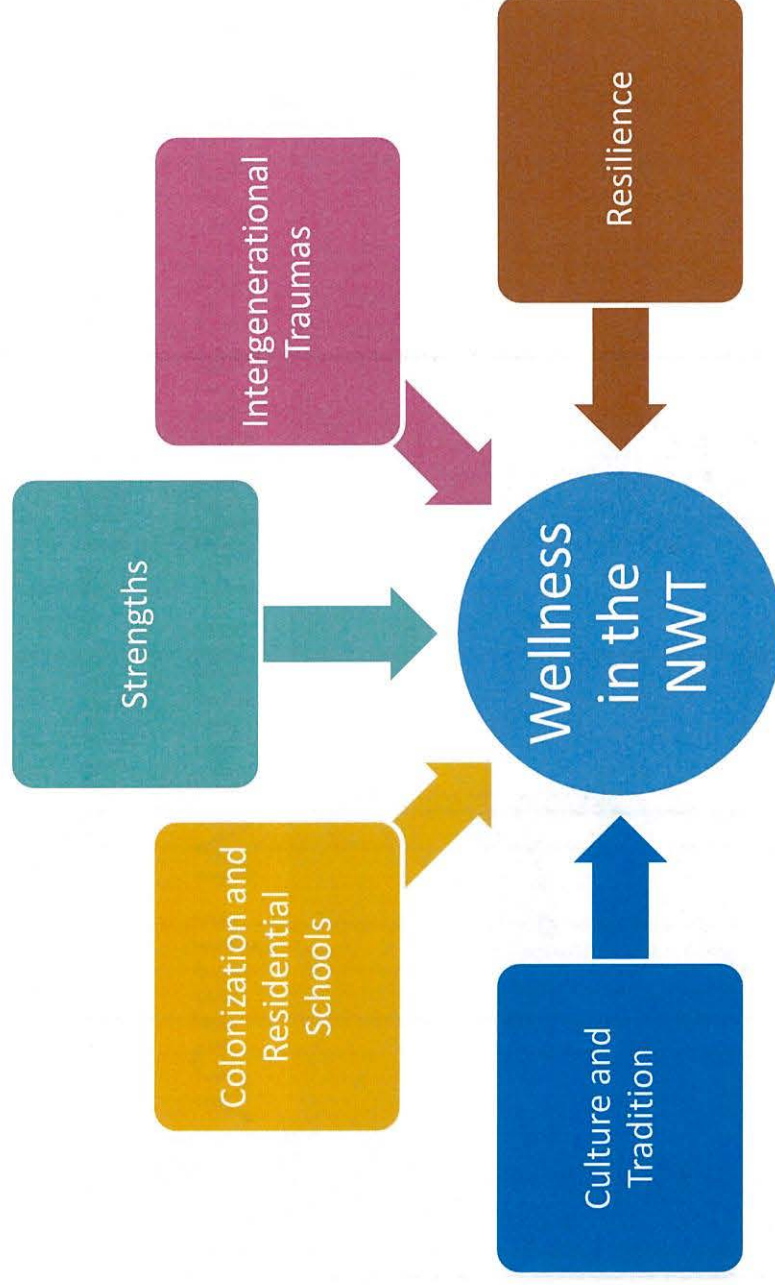 Culture and
Tradition
Colonization and
Residential
Schools
Strengths
Intergenerational
Traumas
Resilience
Wellness
in the
NWT